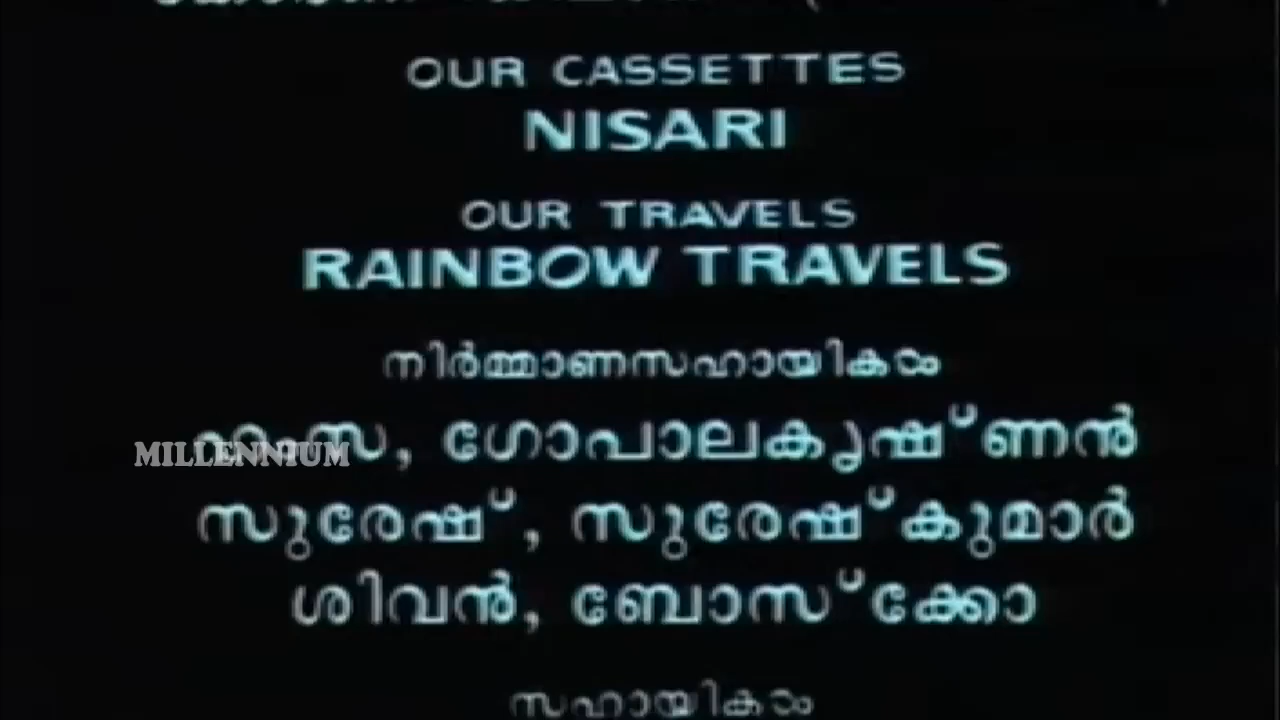 OUR CASSETTES
NISARI
OUR TRAVELS
RAINBOW TRAVELS
നിർമ്മാണസഹായികൾ
ഹംസ, ഗോപാലകൃഷ്ണൻ
MILLENNIUM
സുരേഷ്, സുരേഷ്കുമാർ
ശിവൻ, ബോസ്ക്കോ
സഹായികൾ